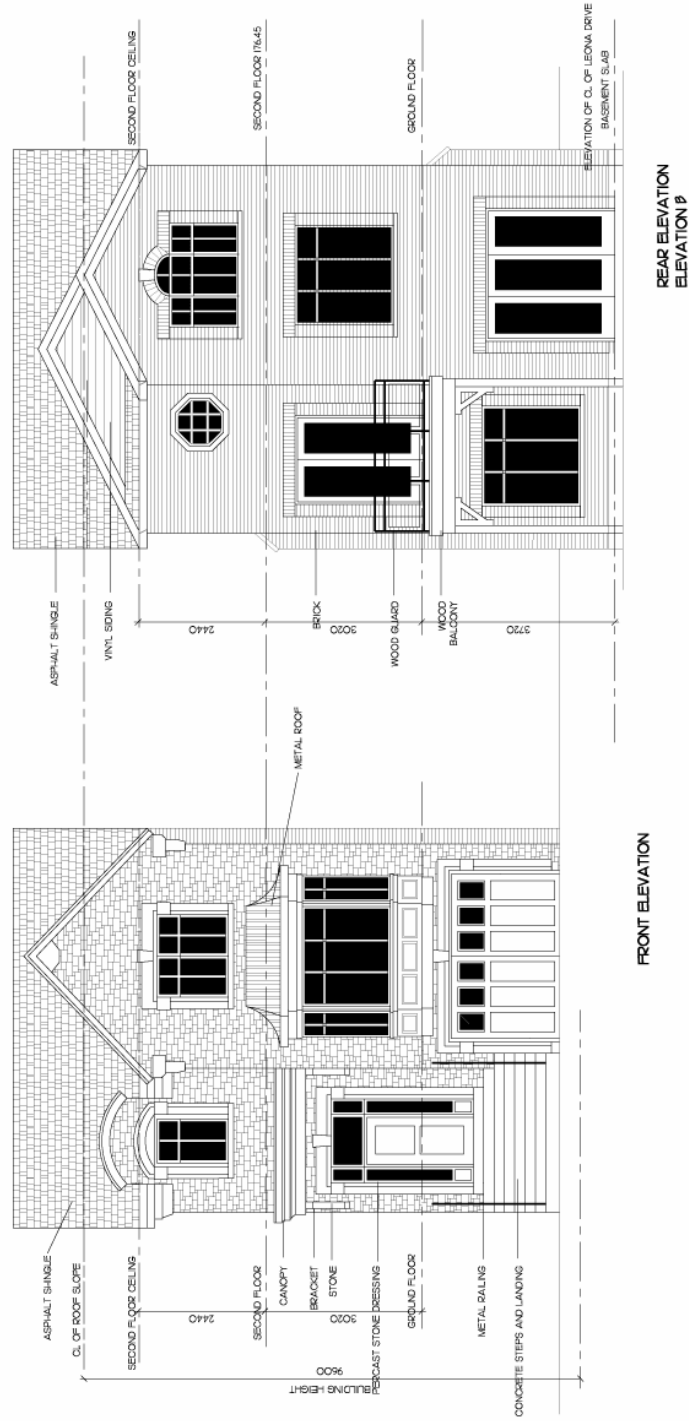 ASPHALT SHINGLE
CL OF ROOF SLOPE
SECOND FLOOR CEILING
2440
SECOND FLOOR
CANOPY
BRACKET
STONE
3020
PERCAST STONE DRESSING
GROUND FLOOR
METAL RAILING
CONCRETE STEPS AND LANDING
BUILDING HEIGHT
9600
METAL ROOF
FRONT ELEVATION
ASPHALT SHINGLE
VINYL SIDING
2440
BRICK
3020
WOOD GUARD
WOOD
BALCONY
3720
SECOND FLOOR CEILING
SECOND FLOOR 176.45
GROUND FLOOR
ELEVATION OF CL OF LEONA DRIVE
BASEMENT SLAB
REAR ELEVATION
ELEVATION B